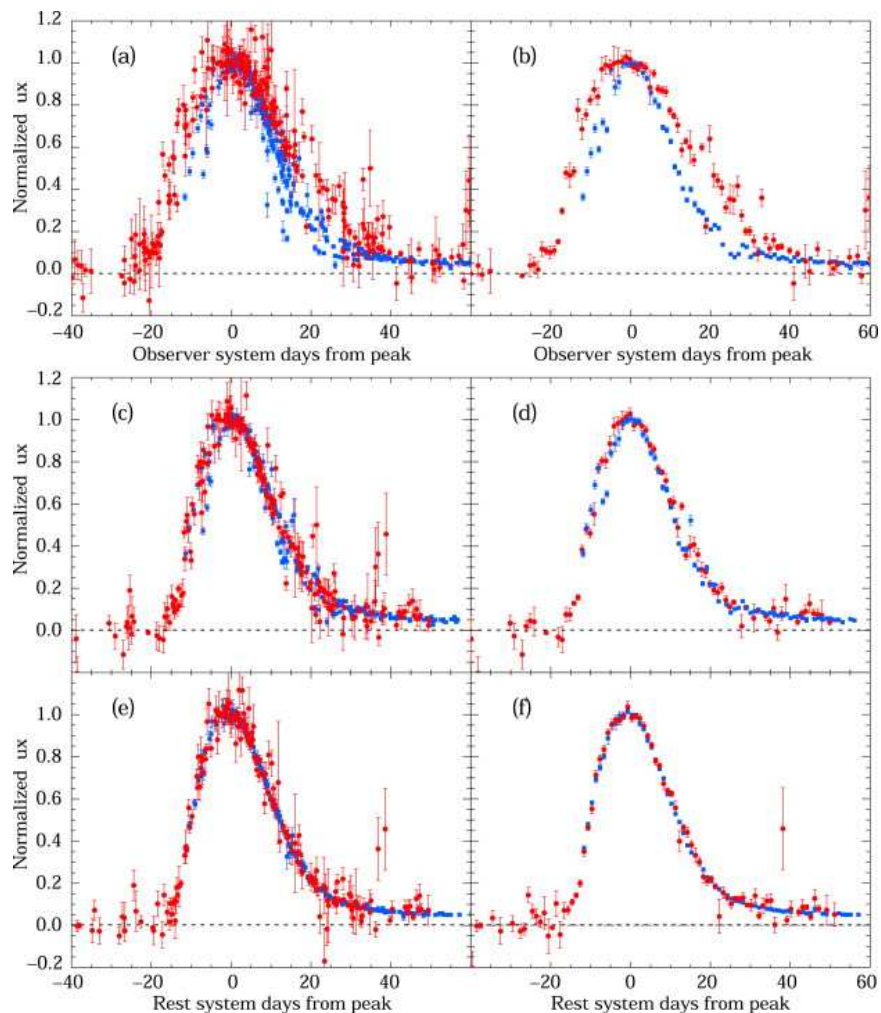 1.2
1.0
0.8
0.6
0.4
0.2
0.0
−0.2
Normalized ux
(a)
(b)
−40 −20 0 20 40
−20 0 20 40 60
Observer system days from peak
Observer system days from peak
1.2
1.0
0.8
0.6
0.4
0.2
0.0
Normalized ux
(c)
(d)
1.0
0.8
0.6
0.4
0.2
0.0
−0.2
Normalized ux
(e)
(f)
−40 −20 0 20 40
−20 0 20 40 60
Rest system days from peak
Rest system days from peak